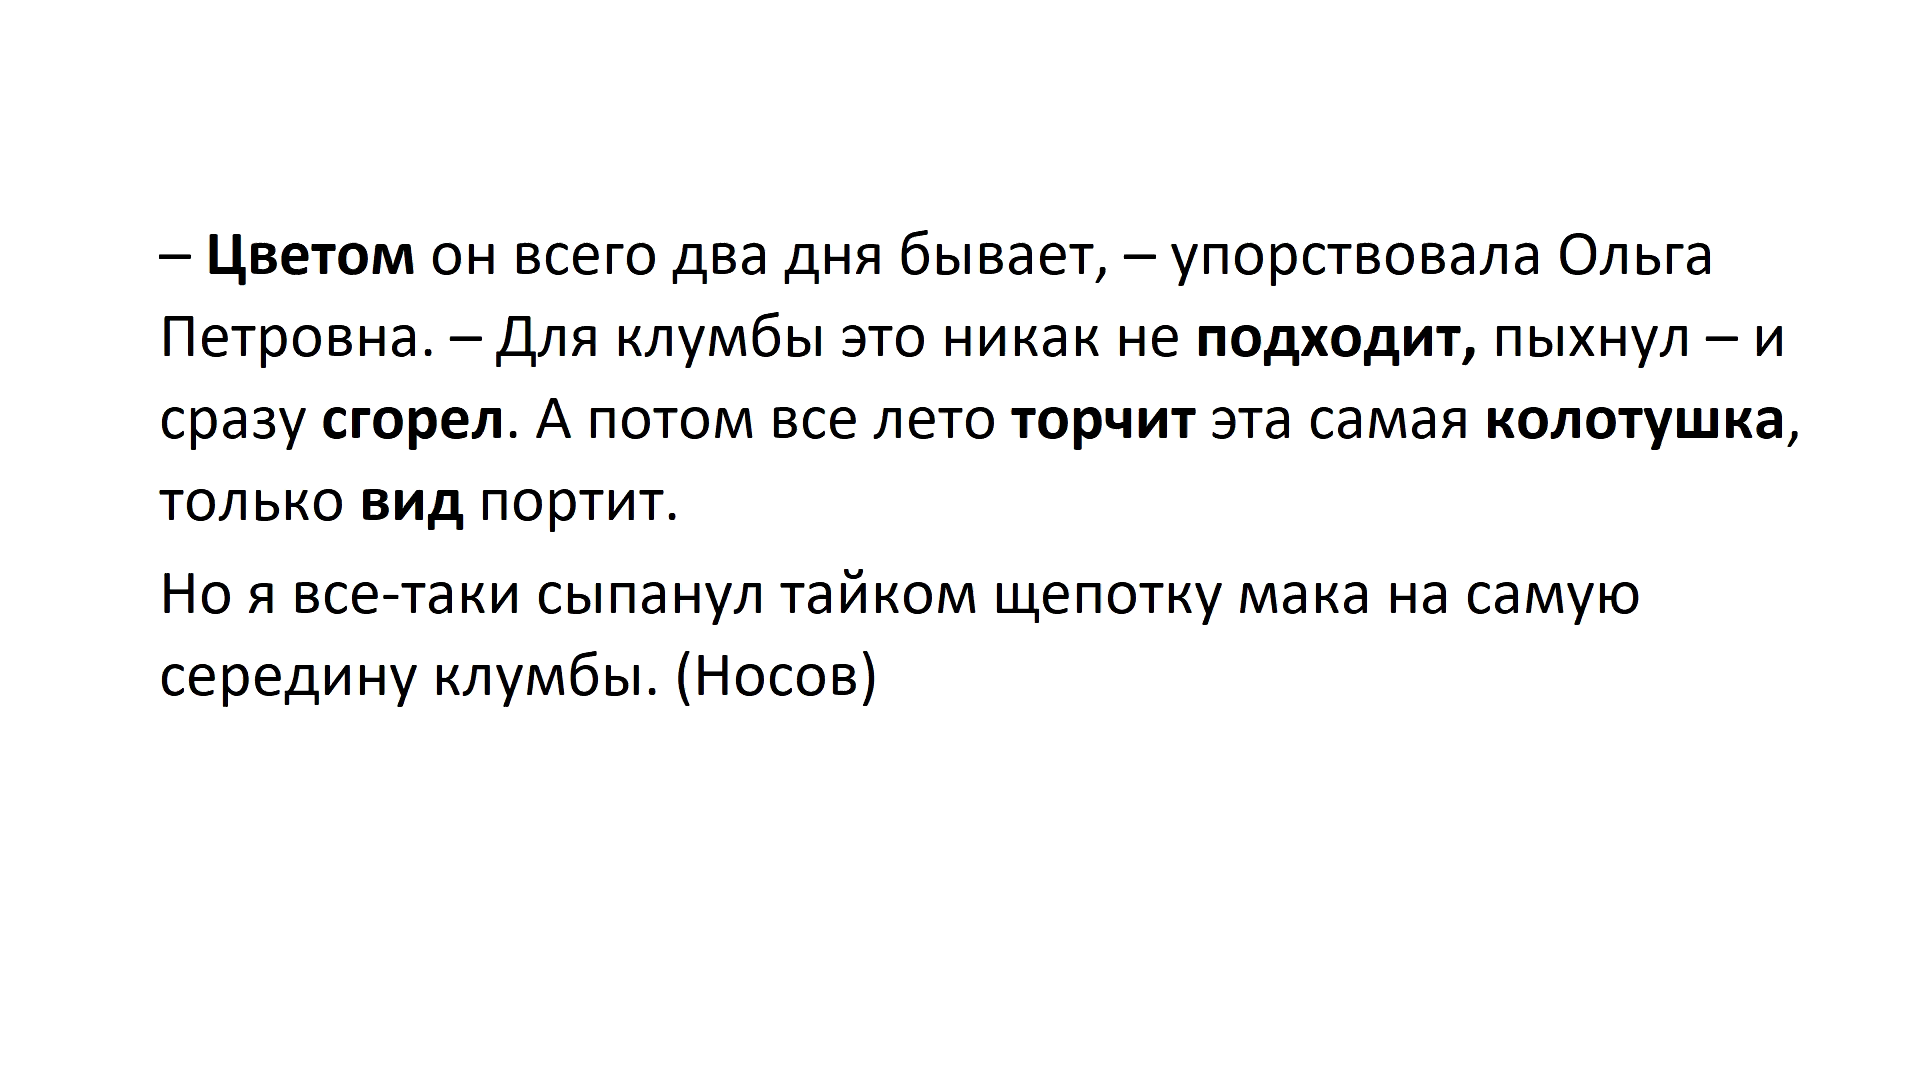 – Цветом он всего два дня бывает, – упорствовала Ольга
Петровна. – Для клумбы это никак не подходит, пыхнул – и
сразу сгорел. А потом все лето торчит эта самая колотушка,
только вид портит.
Но я все-таки сыпанул тайком щепотку мака на самую
середину клумбы. (Носов)